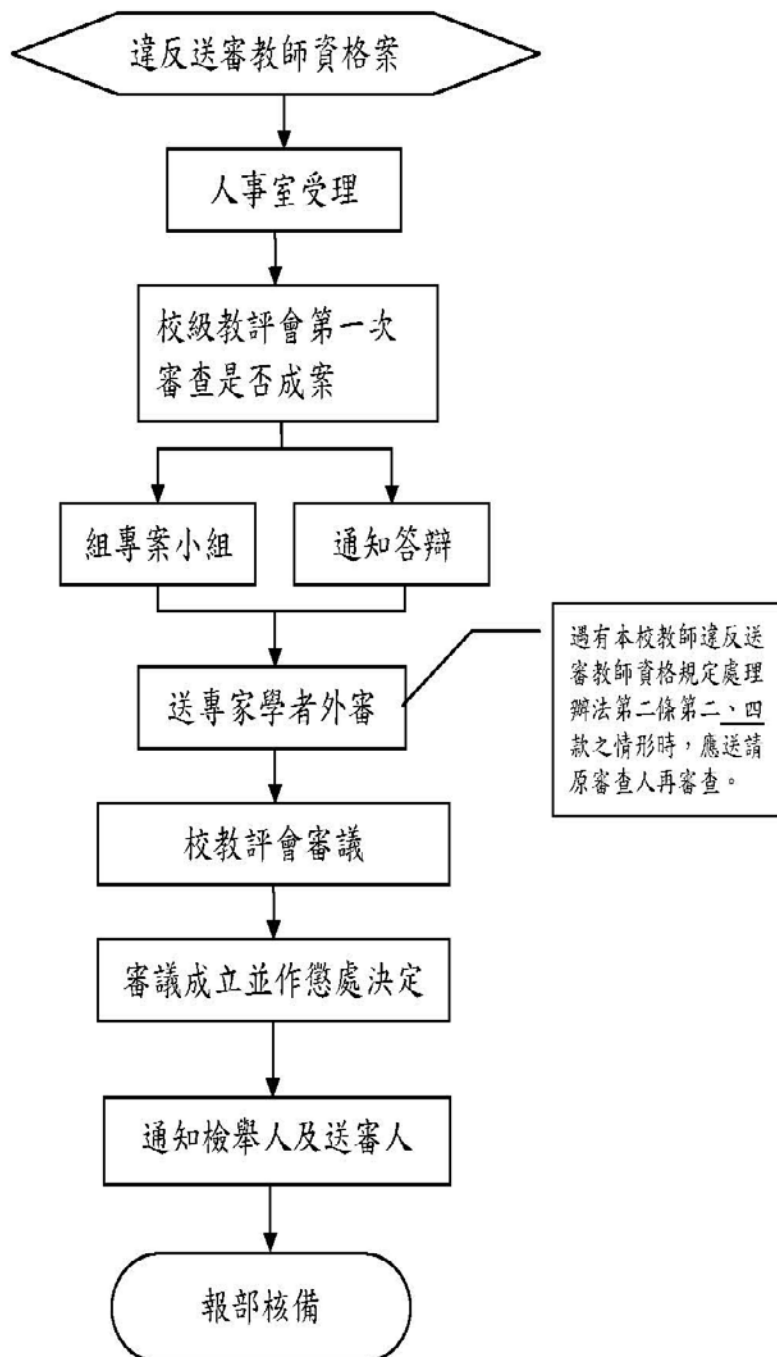 違反送審教師資格案
人事室受理
校級教評會第一次
審查是否成案
組專案小組
通知答辯
送專家學者外審
遇有本校教師違反送
審教師資格規定處理
辦法第二條第二、四
款之情形時，應送請
原審查人再審查。
校教評會審議
審議成立並作懲處決定
通知檢舉人及送審人
報部核備